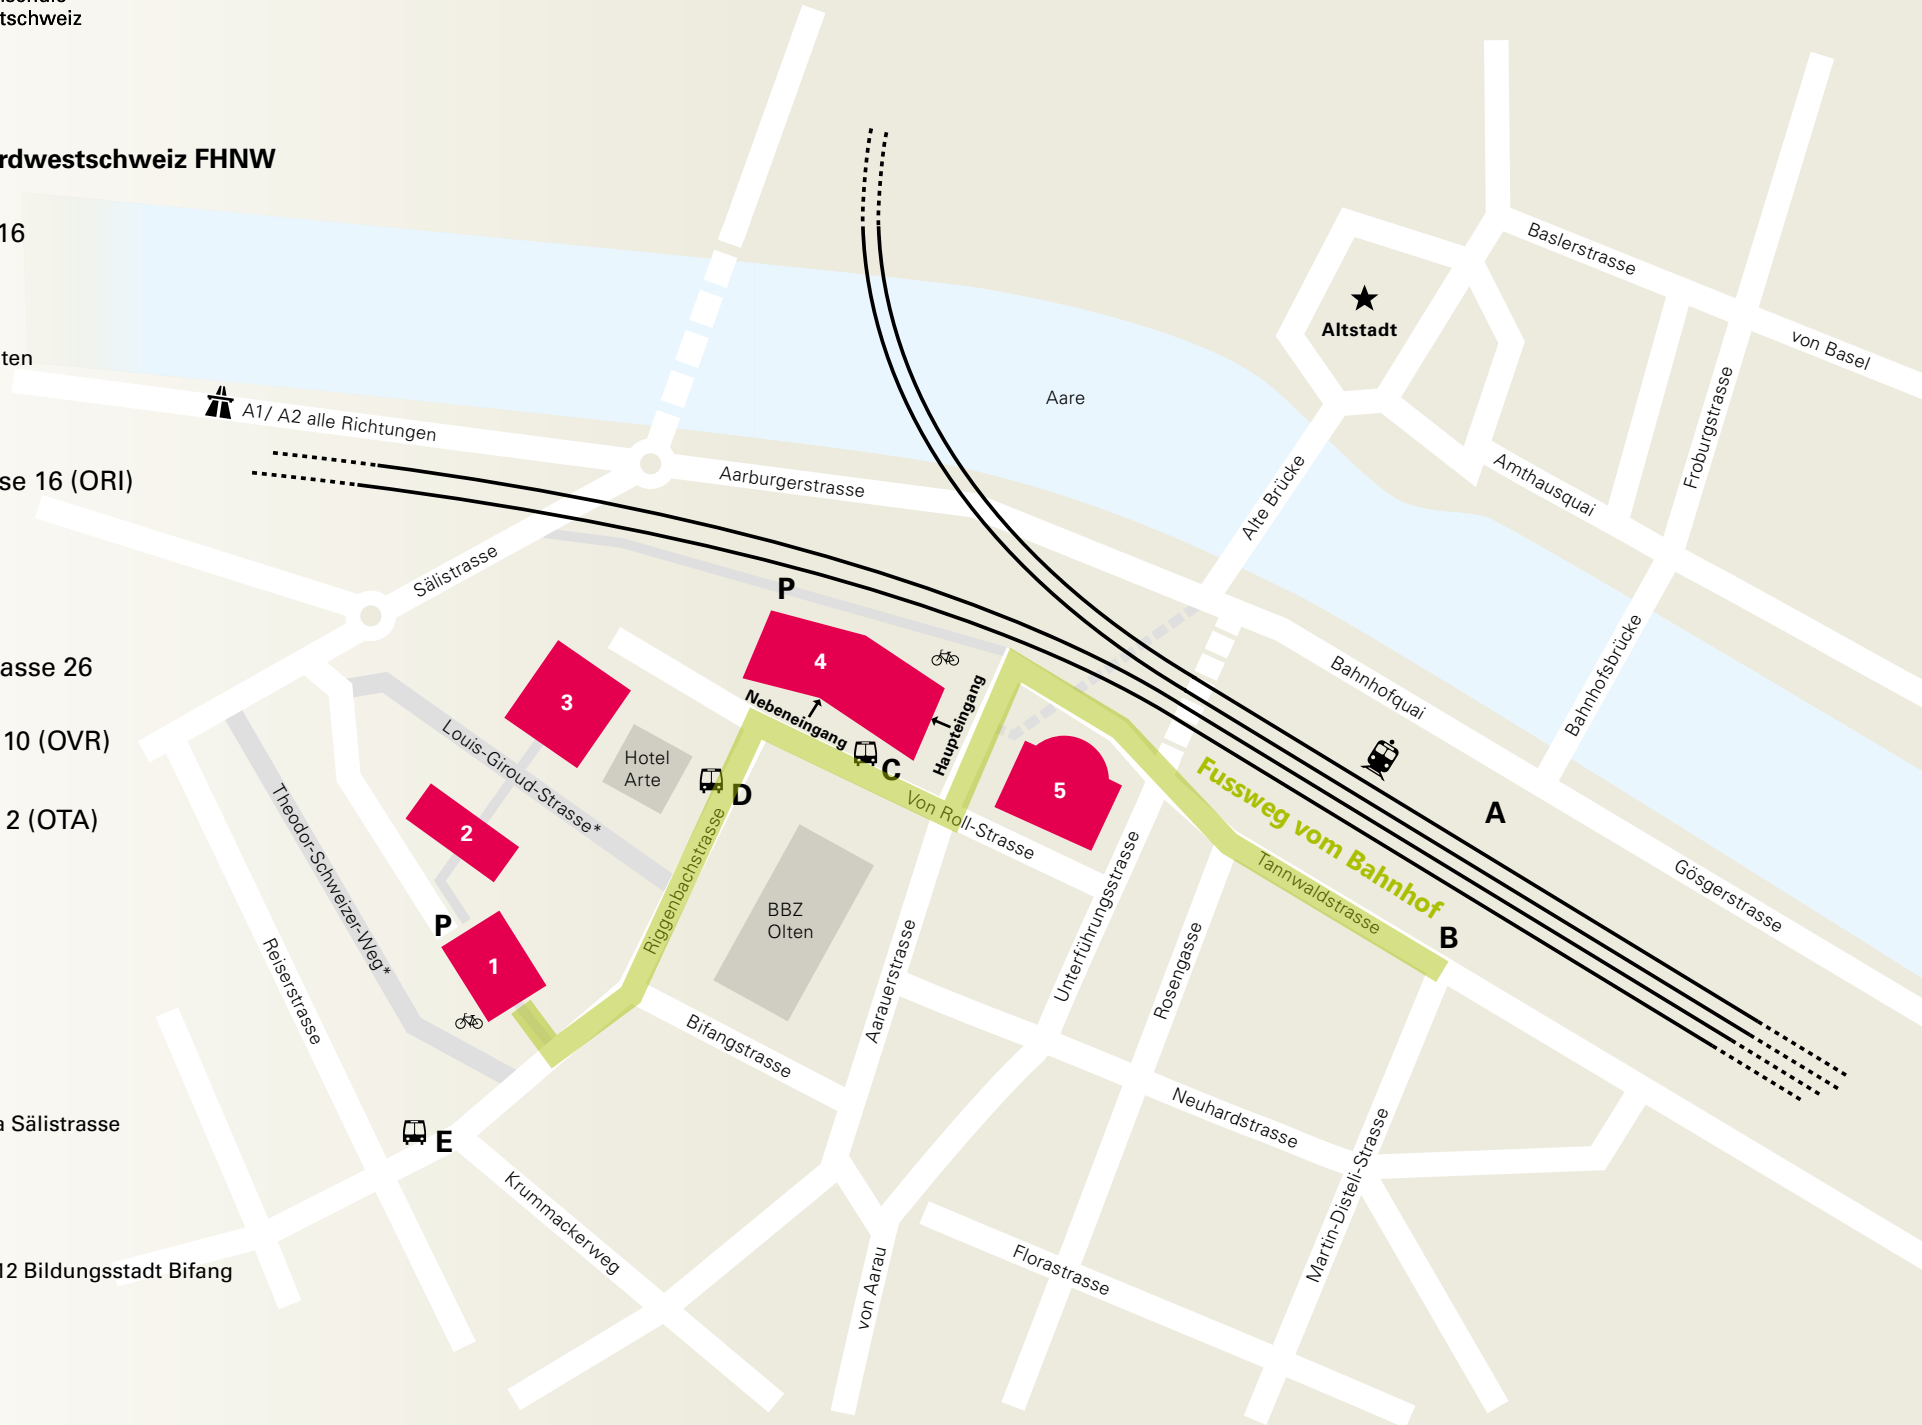 tschweiz
rdwestschweiz FHNW
16
ten
se 16 (ORI)
asse 26
10 (OVR)
2 (OTA)
a Sälistrasse
12 Bildungsstadt Bifang
Baslerstrasse
Altstadt
von Basel
Aare
Froburgstrasse
A1/ A2 alle Richtungen
Aarburgerstrasse
Alte Brücke
Amthausquai
Sälistrasse
P
4
3
Nebeneingang
Haupteingang
Bahnhofquai
Bahnhofsbrücke
Louis-Giroud-Strasse*
Hotel
Arte
D
C
5
Fussweg vom Bahnhof
A
Theodor-Schweizer-Weg*
2
Von Roll-Strasse
Riggenbachstrasse
Unterführungsstrasse
Tannwaldstrasse
Gösgerstrasse
B
P
1
BBZ
Olten
Reiserstrasse
Aarauerstrasse
Rosengasse
Bifangstrasse
Neuhardstrasse
E
Krummackerweg
Martin-Disteli-Strasse
von Aarau
Florastrasse